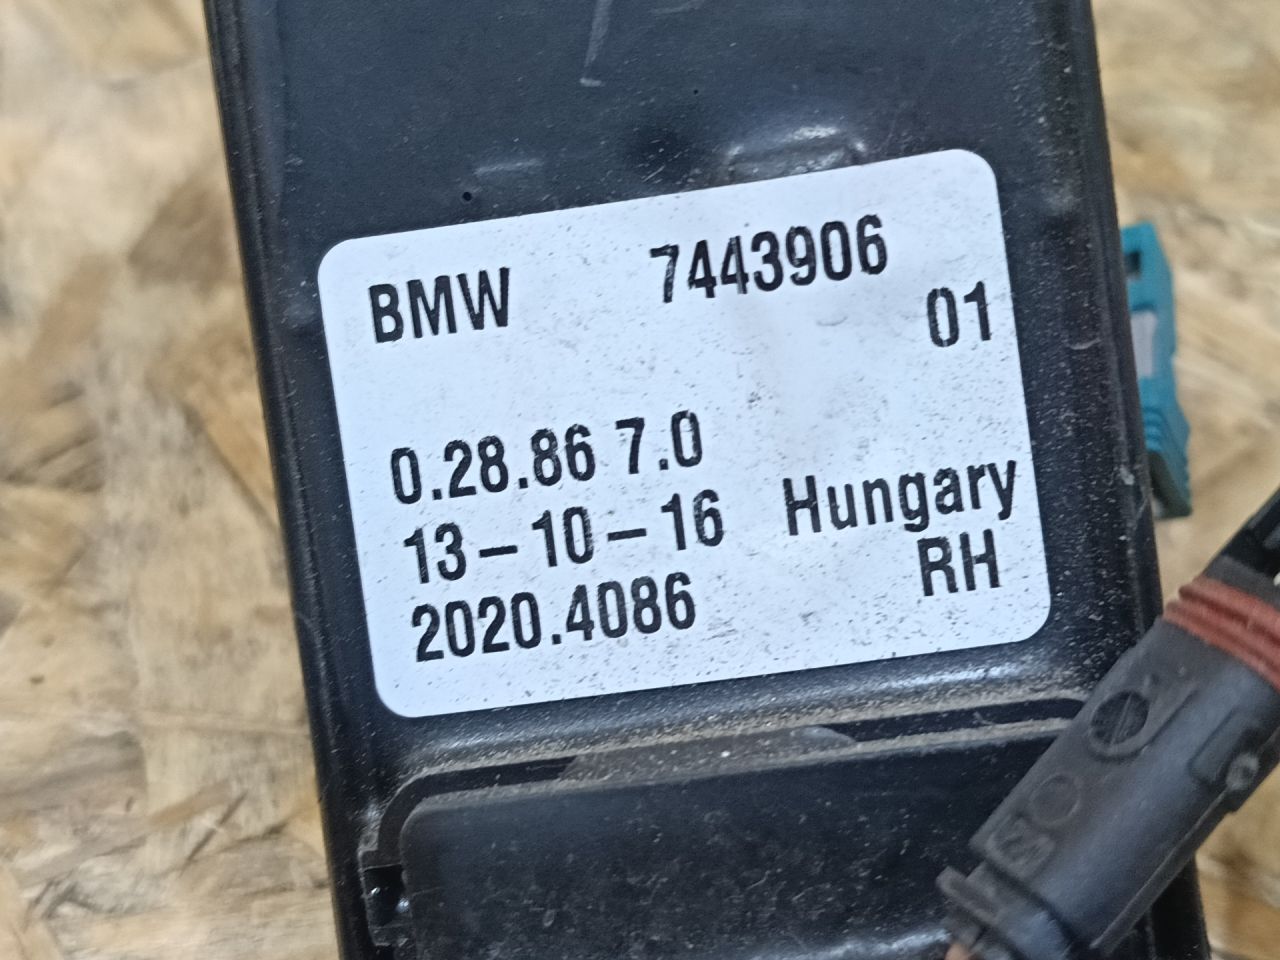 BMW 7443906
01
0.28.86 7.0
13-10-16 Hungary
2020.4086 RH